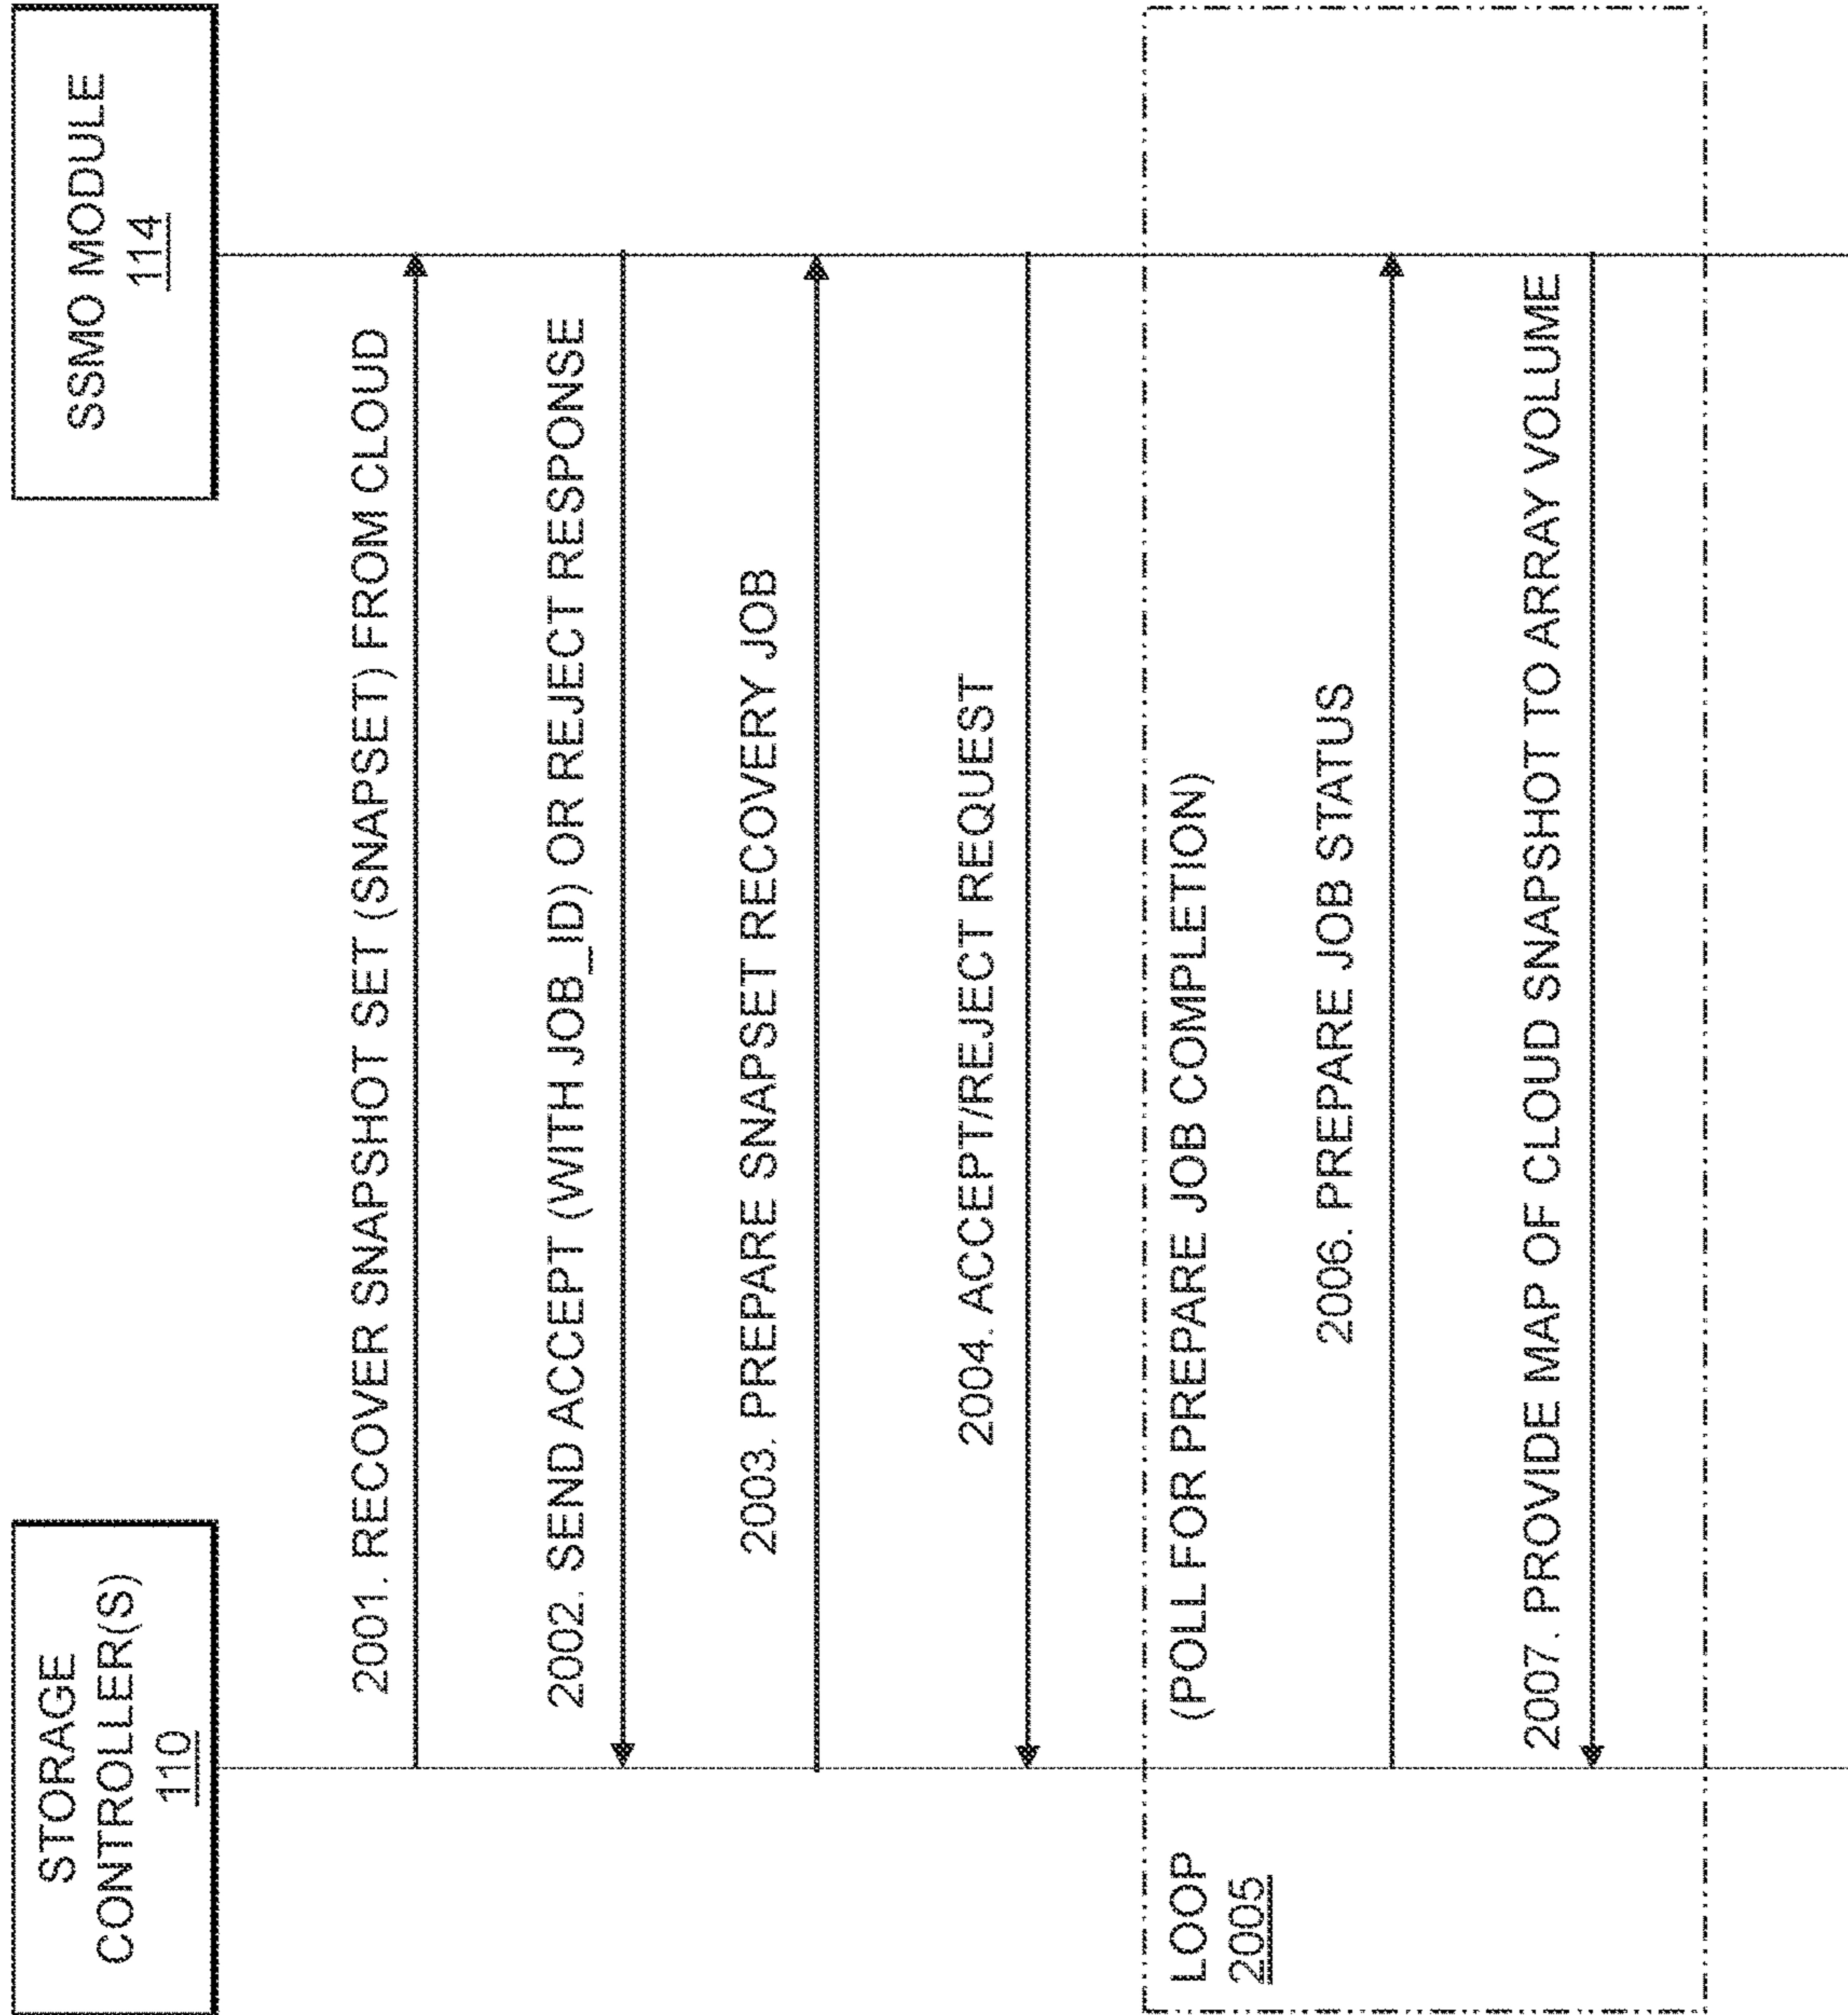 STORAGE
CONTROLLER(S)
110
SSMO MODULE
114
2001. RECOVER SNAPSHOT SET (SNAPSET) FROM CLOUD
2002. SEND ACCEPT (WITH JOB_ID) OR REJECT RESPONSE
2003. PREPARE SNAPSET RECOVERY JOB
2004. ACCEPT/REJECT REQUEST
LOOP
2005
(POLL FOR PREPARE JOB COMPLETION)
2006. PREPARE JOB STATUS
2007. PROVIDE MAP OF CLOUD SNAPSHOT TO ARRAY VOLUME